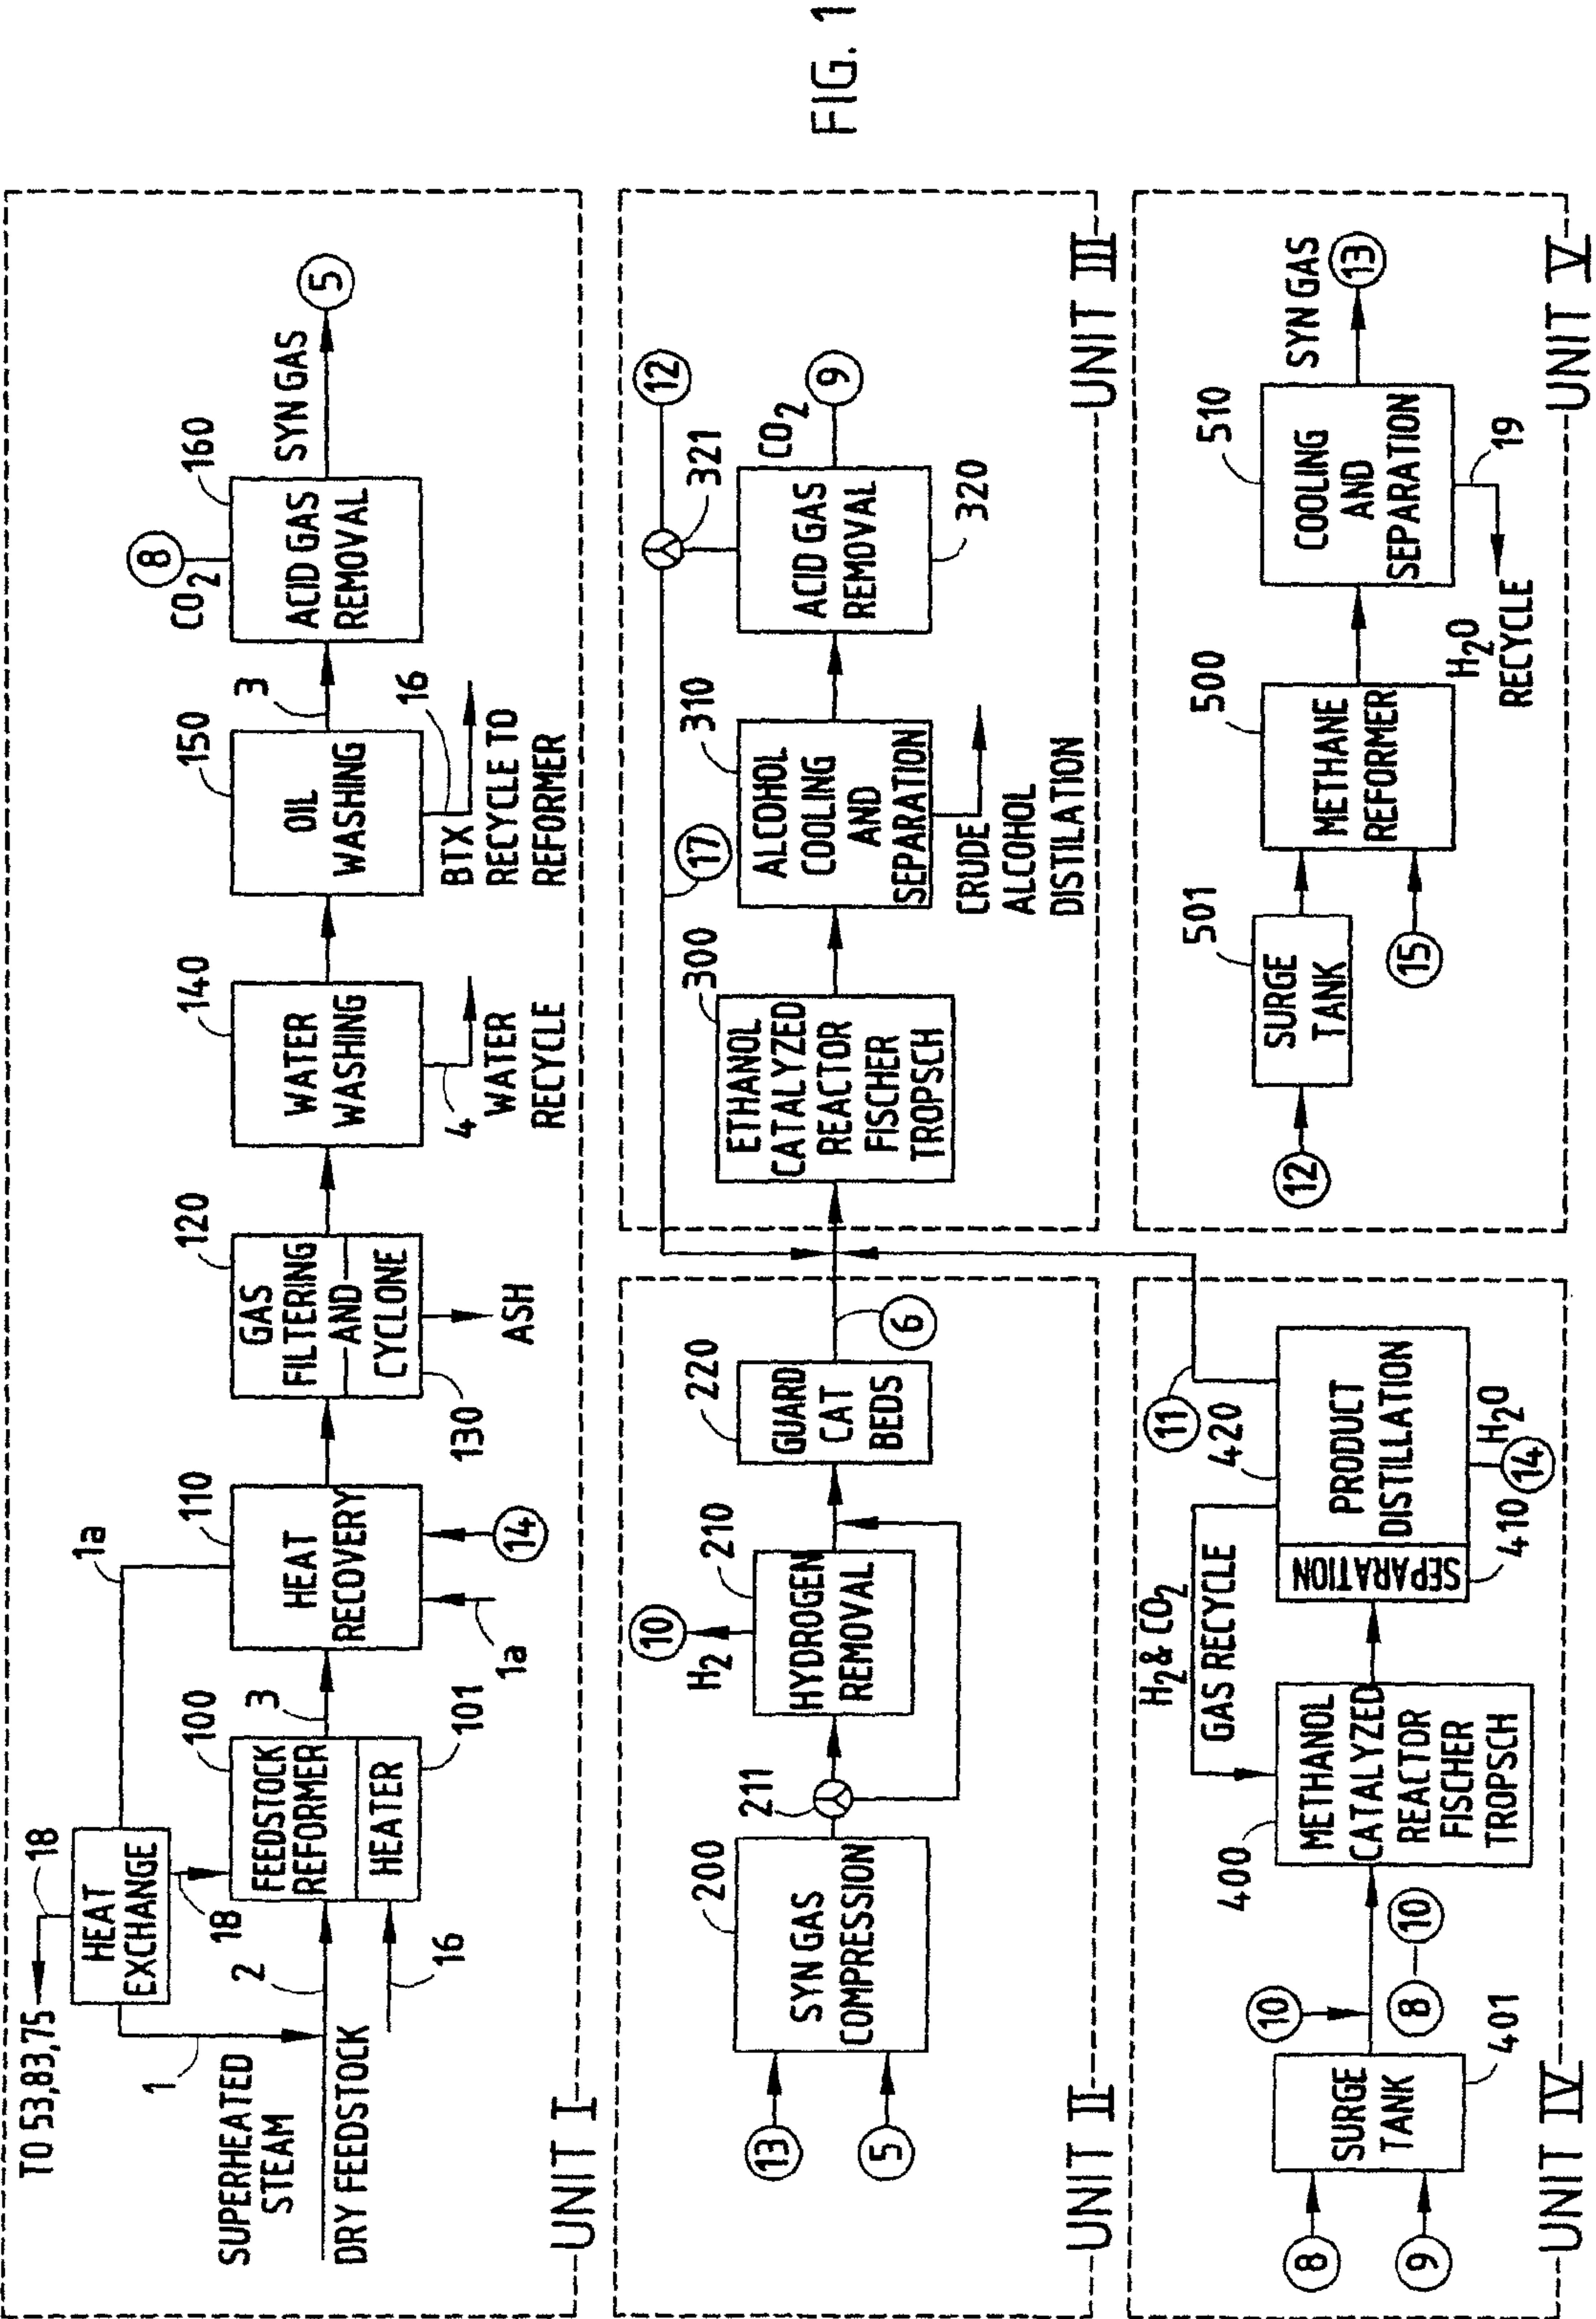 TO 53,83,75
18
HEAT
EXCHANGE
1a
1
18
SUPERHEATED
STEAM
2
DRY FEEDSTOCK
16
100
FEEDSTOCK
REFORMER
HEATER
101
3
110
HEAT
RECOVERY
1a
14
120
GAS
FILTERING
AND
CYCLONE
130
ASH
140
WATER
WASHING
4
WATER
RECYCLE
150
OIL
WASHING
BTX
16
RECYCLE TO
REFORMER
3
8
CO2
160
ACID GAS
REMOVAL
SYN GAS
5
UNIT I
13
5
200
SYN GAS
COMPRESSION
211
10
H2
210
HYDROGEN
REMOVAL
220
GUARD
CAT
BEDS
6
UNIT II
300
ETHANOL
CATALYZED
REACTOR
FISCHER
TROPSCH
17
310
ALCOHOL
COOLING
AND
SEPARATION
CRUDE
ALCOHOL
DISTILATION
12
321
CO2
9
ACID GAS
REMOVAL
320
UNIT III
8
9
SURGE
TANK
401
10
8
10
400
METHANOL
CATALYZED
REACTOR
FISCHER
TROPSCH
H2 & CO2
GAS RECYCLE
11
420
SEPARATION
PRODUCT
DISTILLATION
410
H2O
14
UNIT IV
12
501
SURGE
TANK
15
500
METHANE
REFORMER
510
COOLING
AND
SEPARATION
SYN GAS
13
H2O
RECYCLE
19
UNIT V
FIG. 1